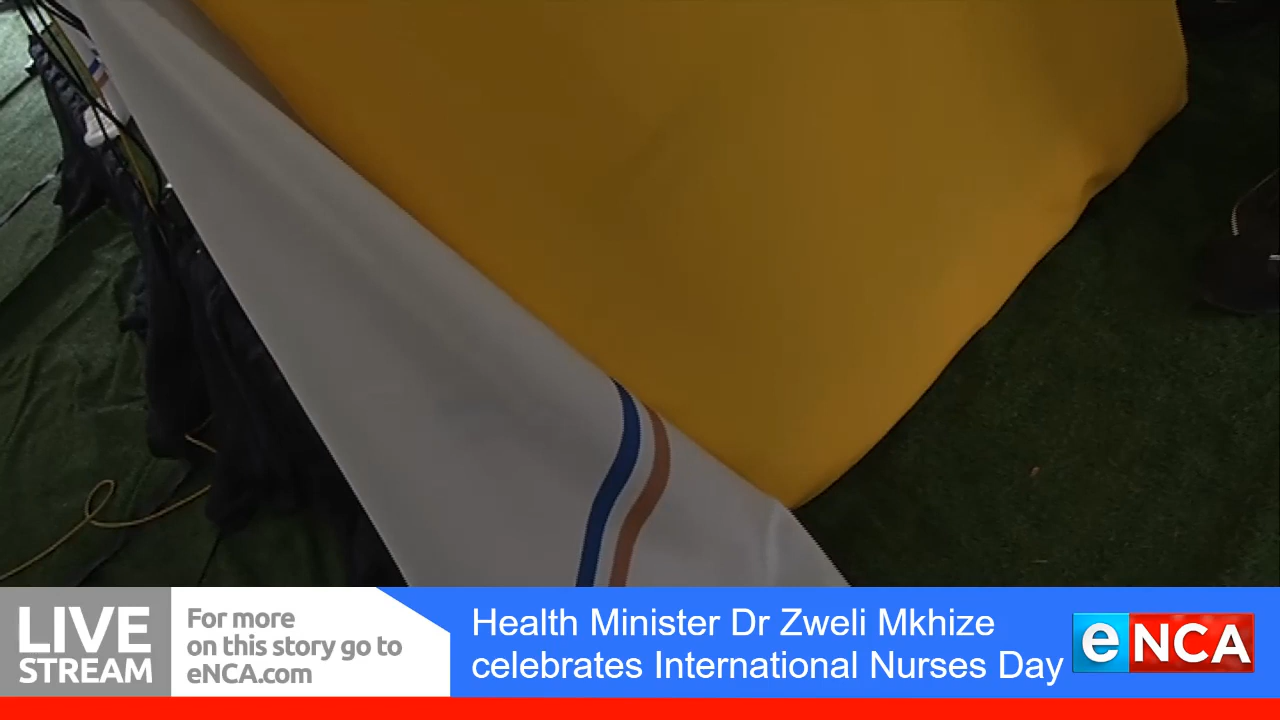 LIVE
STREAM
For more
on this story go to
eNCA.com
Health Minister Dr Zweli Mkhize
celebrates International Nurses Day
eNCA